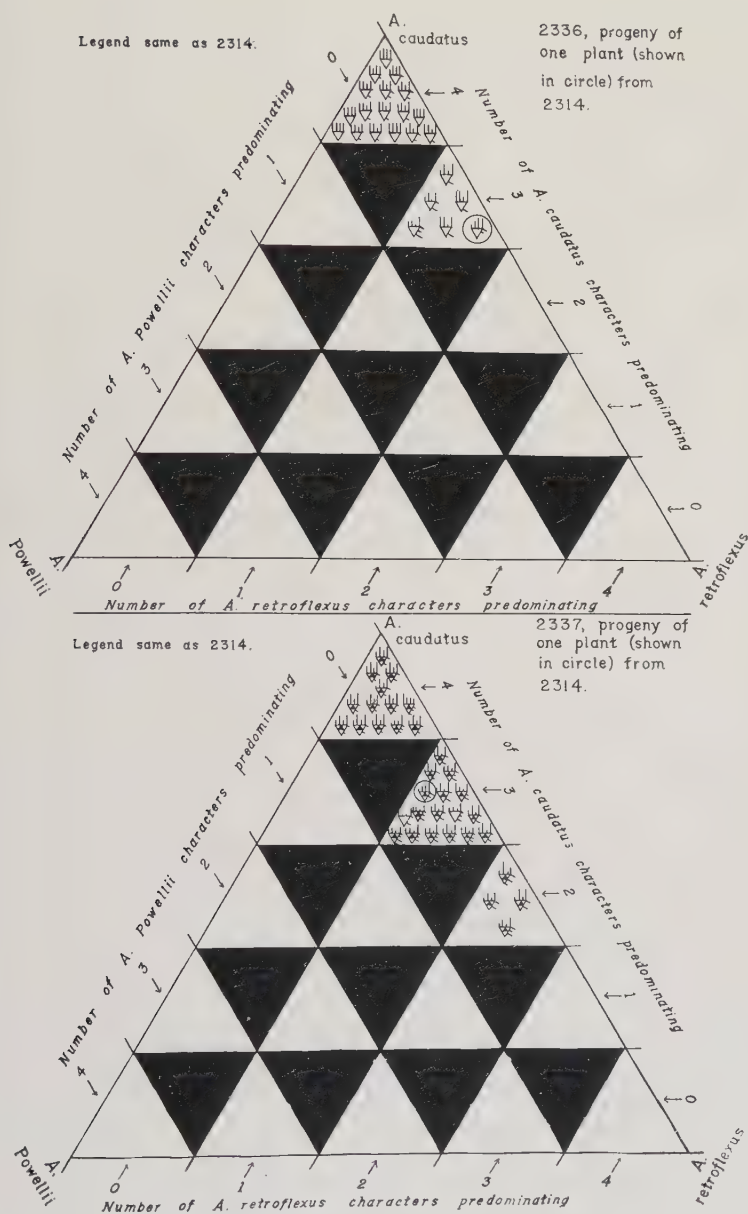 Legend same as 2314.
A.
caudatus
2336, progeny of
one plant (shown
in circle) from
2314.
0
1
2
3
4
Number of A. Powellii characters predominating
4
3
2
1
0
Number of A. caudatus characters predominating
A.
Powellii
A.
retroflexus
0
1
2
3
4
Number of A. retroflexus characters predominating
Legend same as 2314.
A.
caudatus
2337, progeny of
one plant (shown
in circle) from
2314.
0
1
2
3
4
Number of A. Powellii characters predominating
4
3
2
1
0
Number of A. caudatus characters predominating
A.
Powellii
A.
retroflexus
0
1
2
3
4
Number of A. retroflexus characters predominating